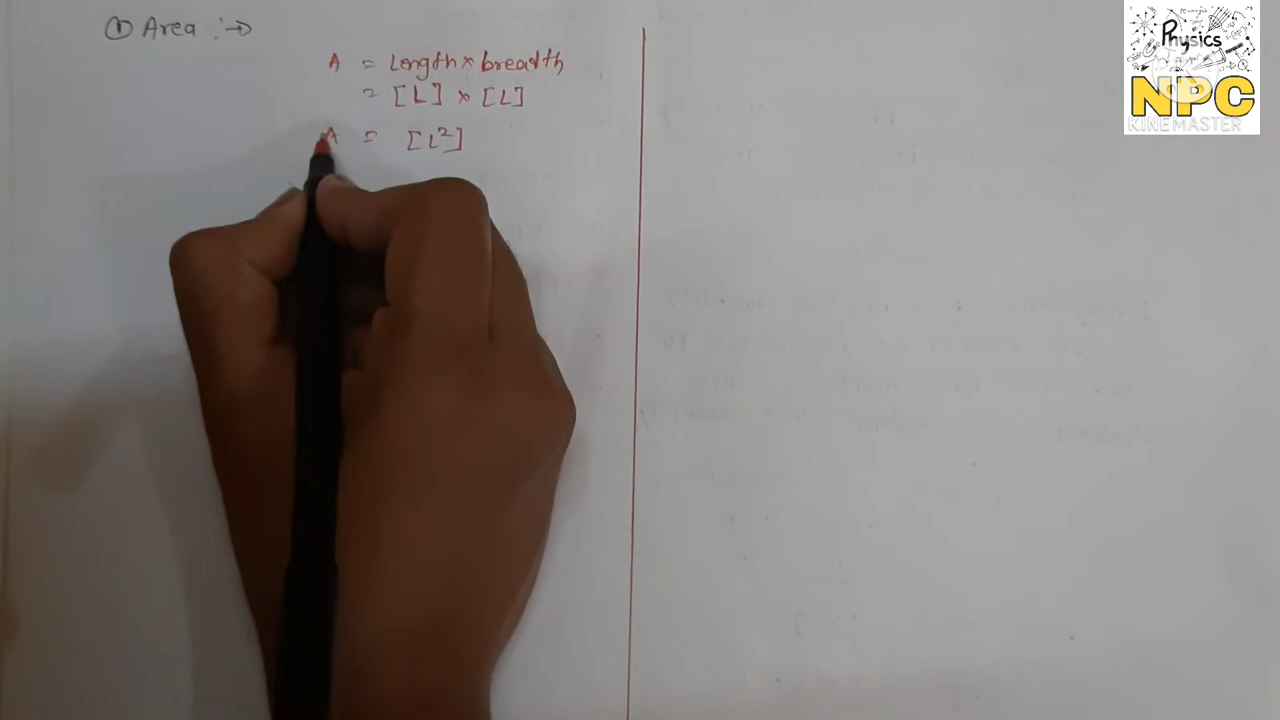 ① Area :→
A = Length × breadth
= [L] × [L]
A = [L²]
Physics
NPC
KINEMASTER